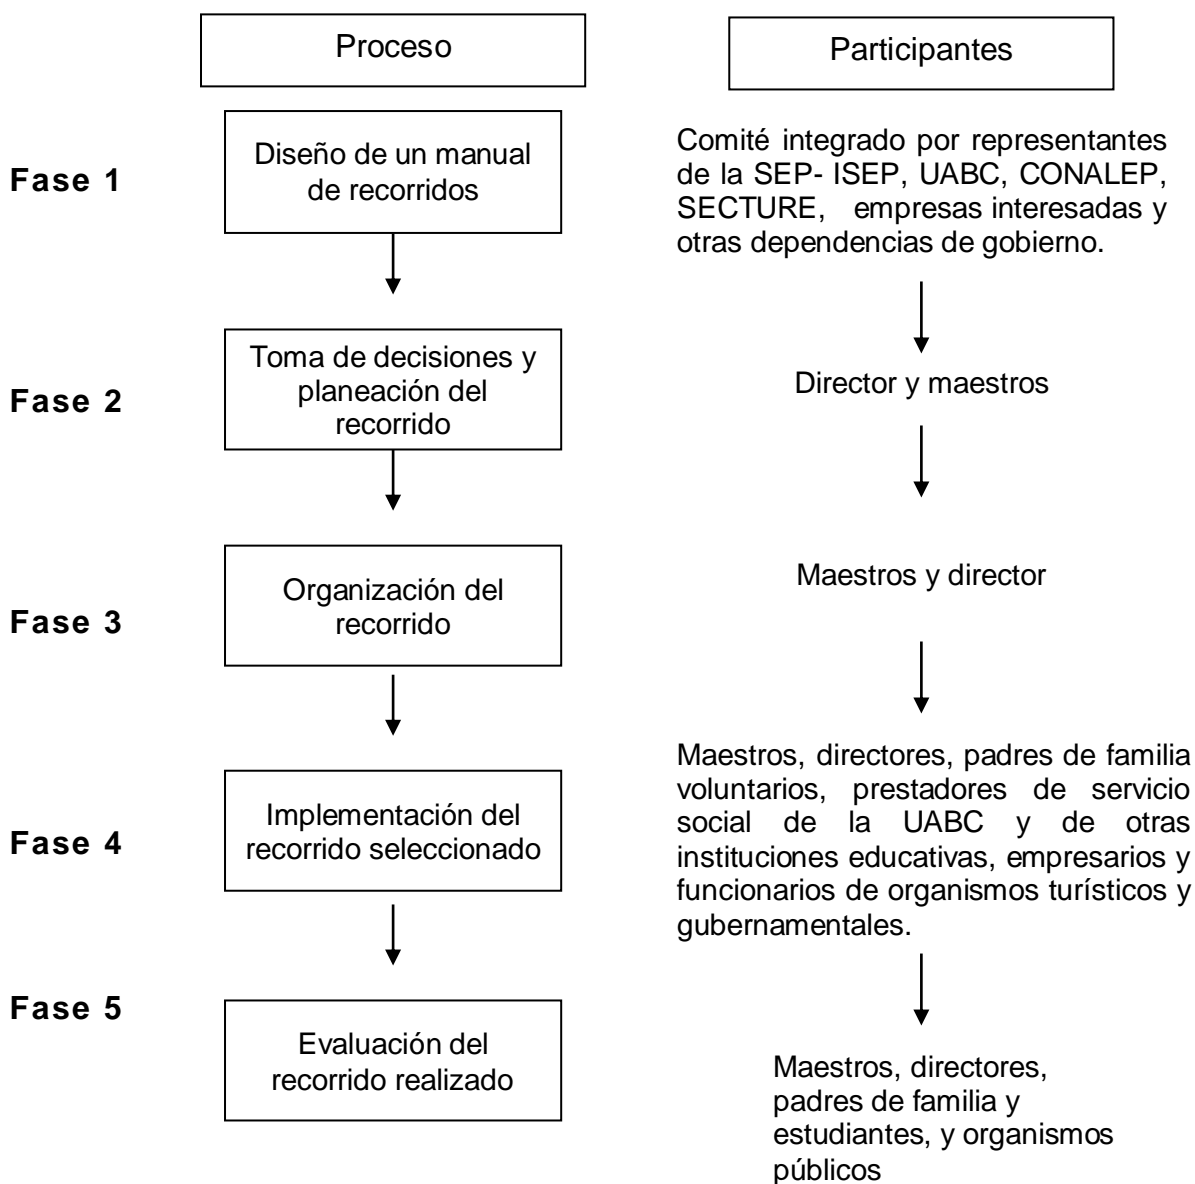 Proceso
Participantes
Fase 1
Diseño de un manual
de recorridos
Comité integrado por representantes
de la SEP- ISEP, UABC, CONALEP,
SECTURE, empresas interesadas y
otras dependencias de gobierno.
Fase 2
Toma de decisiones y
planeación del
recorrido
Director y maestros
Fase 3
Organización del
recorrido
Maestros y director
Fase 4
Implementación del
recorrido seleccionado
Maestros, directores, padres de familia
voluntarios, prestadores de servicio
social de la UABC y de otras
instituciones educativas, empresarios y
funcionarios de organismos turísticos y
gubernamentales.
Fase 5
Evaluación del
recorrido realizado
Maestros, directores,
padres de familia y
estudiantes, y organismos
públicos